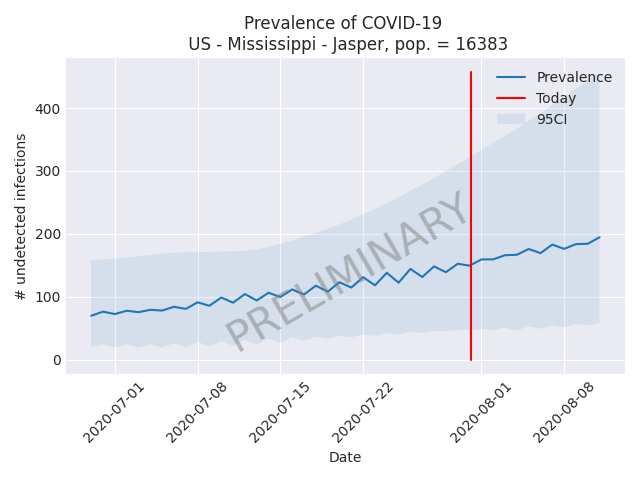 Prevalence of COVID-19
US - Mississippi - Jasper, pop. = 16383
# undetected infections
400
300
200
100
0
Prevalence
Today
95CI
PRELIMINARY
2020-07-01
2020-07-08
2020-07-15
2020-07-22
2020-08-01
2020-08-08
Date